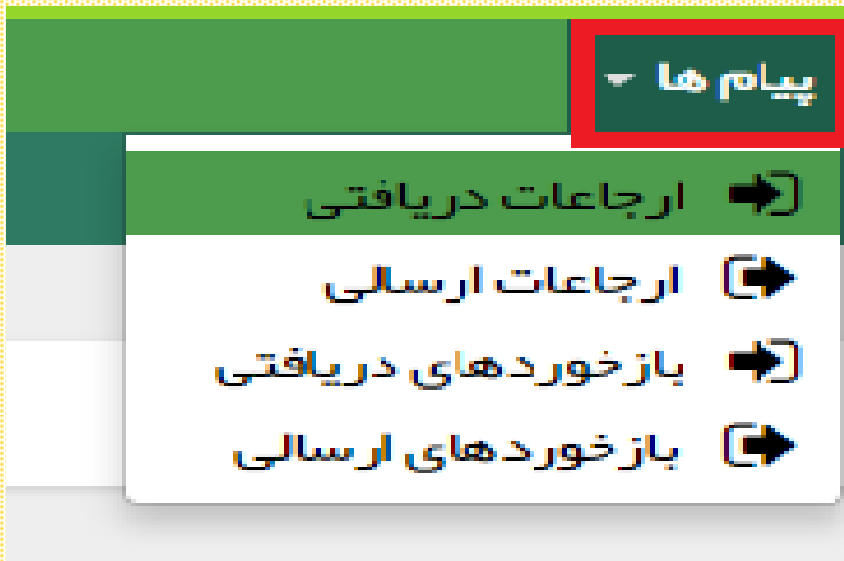 پیام ها
ارجاعات دریافتی
ارجاعات ارسالی
بازخوردهای دریافتی
بازخوردهای ارسالی